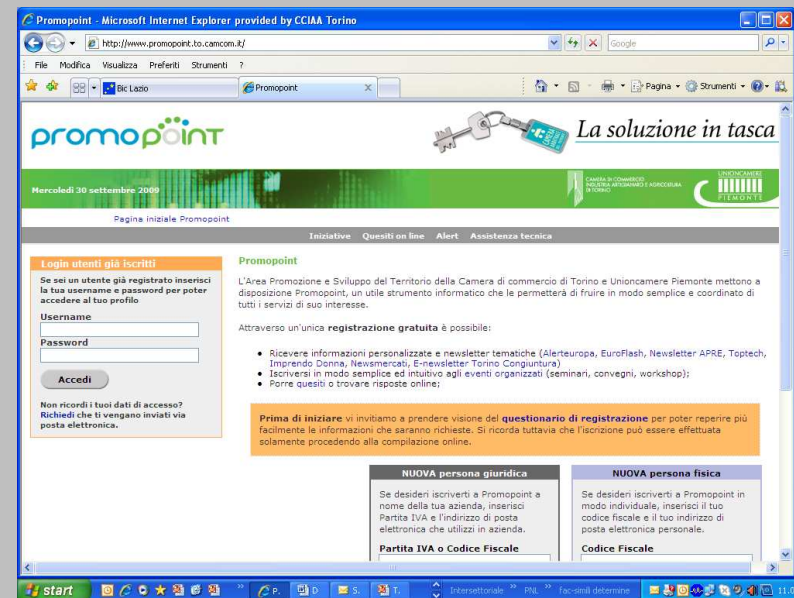 Promopoint - Microsoft Internet Explorer provided by CCIAA Torino
http://www.promopoint.to.camcom.it/
Google
File Modifica Visualizza Preferiti Strumenti ?
Bic Lazio
Promopoint
Pagina
Strumenti
promopoint
La soluzione in tasca
Mercoledì 30 settembre 2009
CAMERA DI COMMERCIO
INDUSTRIA ARTIGIANATO E AGRICOLTURA
DI TORINO
UNIONCAMERE
PIEMONTE
Pagina iniziale Promopoint
Iniziative Quesiti on line Alert Assistenza tecnica
Login utenti già iscritti
Se sei un utente già registrato inserisci
la tua username e password per poter
accedere al tuo profilo
Username
Password
Accedi
Non ricordi i tuoi dati di accesso?
Richiedi che ti vengano inviati via
posta elettronica.
Promopoint
L'Area Promozione e Sviluppo del Territorio della Camera di commercio di Torino e Unioncamere Piemonte mettono a
disposizione Promopoint, un utile strumento informatico che le permetterà di fruire in modo semplice e coordinato di
tutti i servizi di suo interesse.
Attraverso un'unica registrazione gratuita è possibile:
• Ricevere informazioni personalizzate e newsletter tematiche (Alerteuropa, EuroFlash, Newsletter APRE, Toptech,
Imprendo Donna, Newsmercati, E-newsletter Torino Congiuntura)
• Iscriversi in modo semplice ed intuitivo agli eventi organizzati (seminari, convegni, workshop);
• Porre quesiti o trovare risposte online;
Prima di iniziare vi invitiamo a prendere visione del questionario di registrazione per poter reperire più
facilmente le informazioni che saranno richieste. Si ricorda tuttavia che l'iscrizione può essere effettuata
solamente procedendo alla compilazione online.
NUOVA persona giuridica
Se desideri iscriverti a Promopoint a
nome della tua azienda, inserisci
Partita IVA e l'indirizzo di posta
elettronica che utilizzi in azienda.
Partita IVA o Codice Fiscale
NUOVA persona fisica
Se desideri iscriverti a Promopoint in
modo individuale, inserisci il tuo
codice fiscale e il tuo indirizzo di
posta elettronica personale.
Codice Fiscale
start
P.
D
S.
T.
Intersettoriale
PNL
fac-simili determine